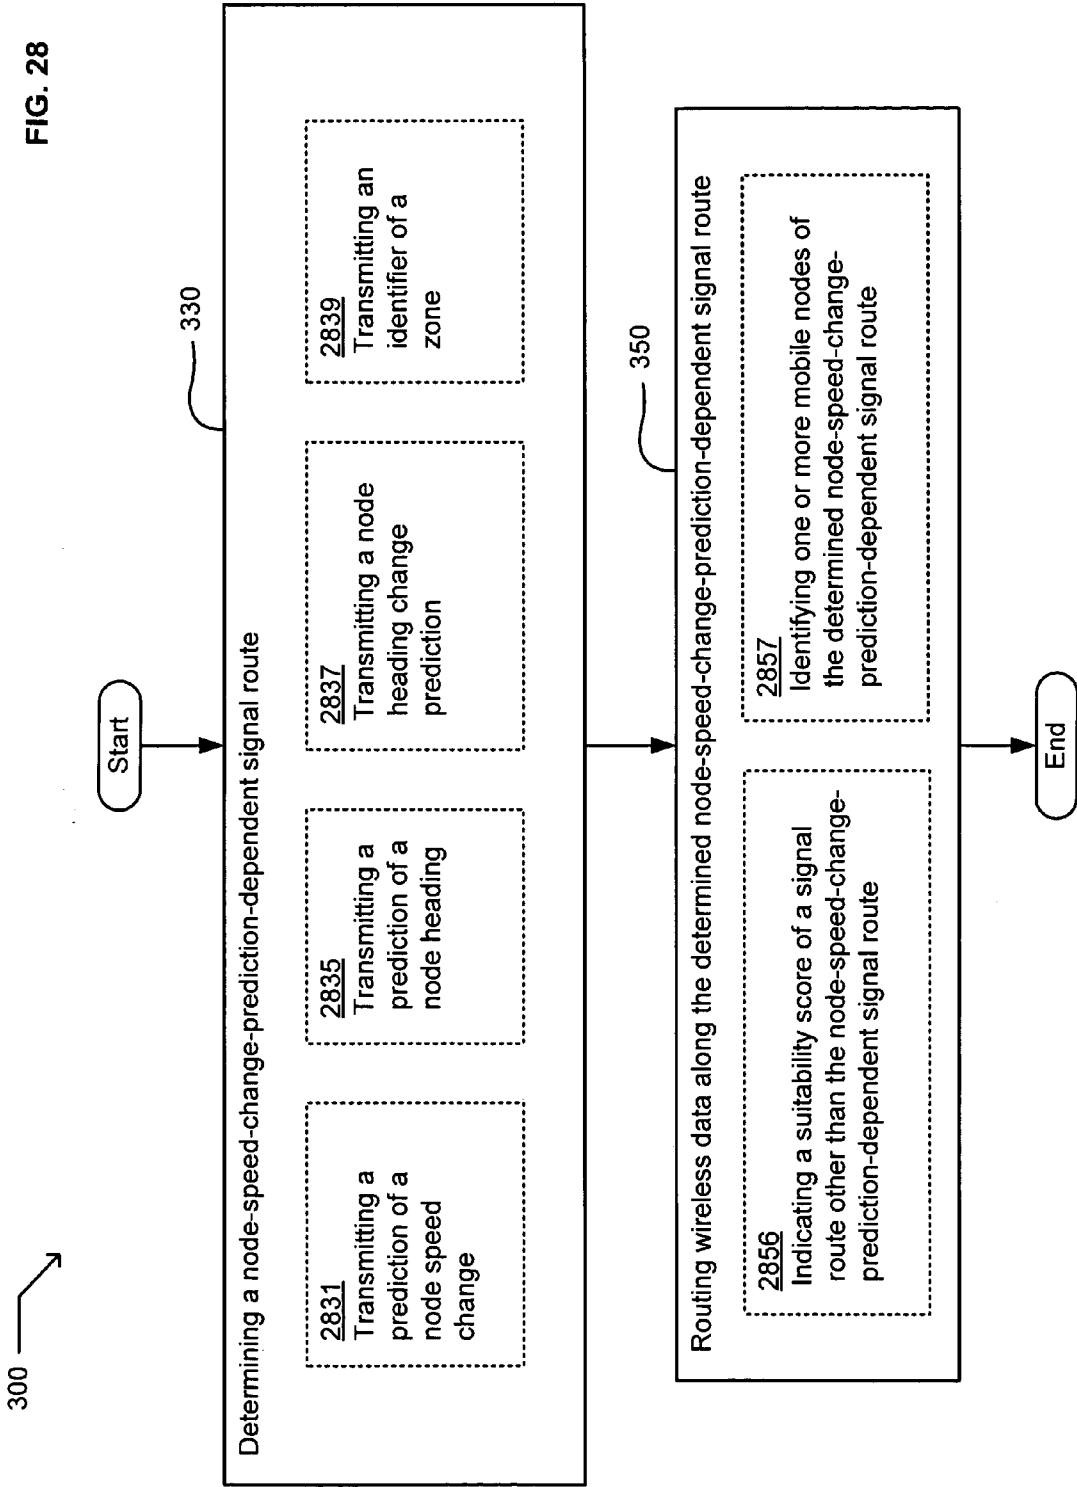 FIG. 28
300
Start
330
Determining a node-speed-change-prediction-dependent signal route
2831
Transmitting a
prediction of a
node speed
change
2835
Transmitting a
prediction of a
node heading
2837
Transmitting a node
heading change
prediction
2839
Transmitting an
identifier of a
zone
350
Routing wireless data along the determined node-speed-change-prediction-dependent signal route
2856
Indicating a suitability score of a signal
route other than the node-speed-change-
prediction-dependent signal route
2857
Identifying one or more mobile nodes of
the determined node-speed-change-
prediction-dependent signal route
End